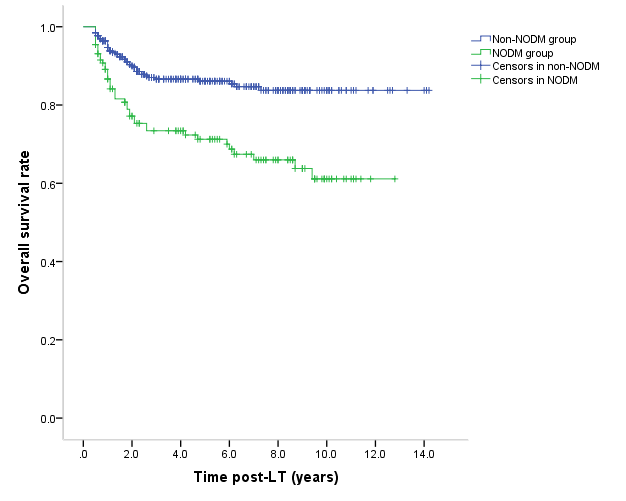 Non-NODM group
NODM group
Censors in non-NODM
Censors in NODM
Overall survival rate
1.0
0.8
0.6
0.4
0.2
0.0
.0 2.0 4.0 6.0 8.0 10.0 12.0 14.0
Time post-LT (years)